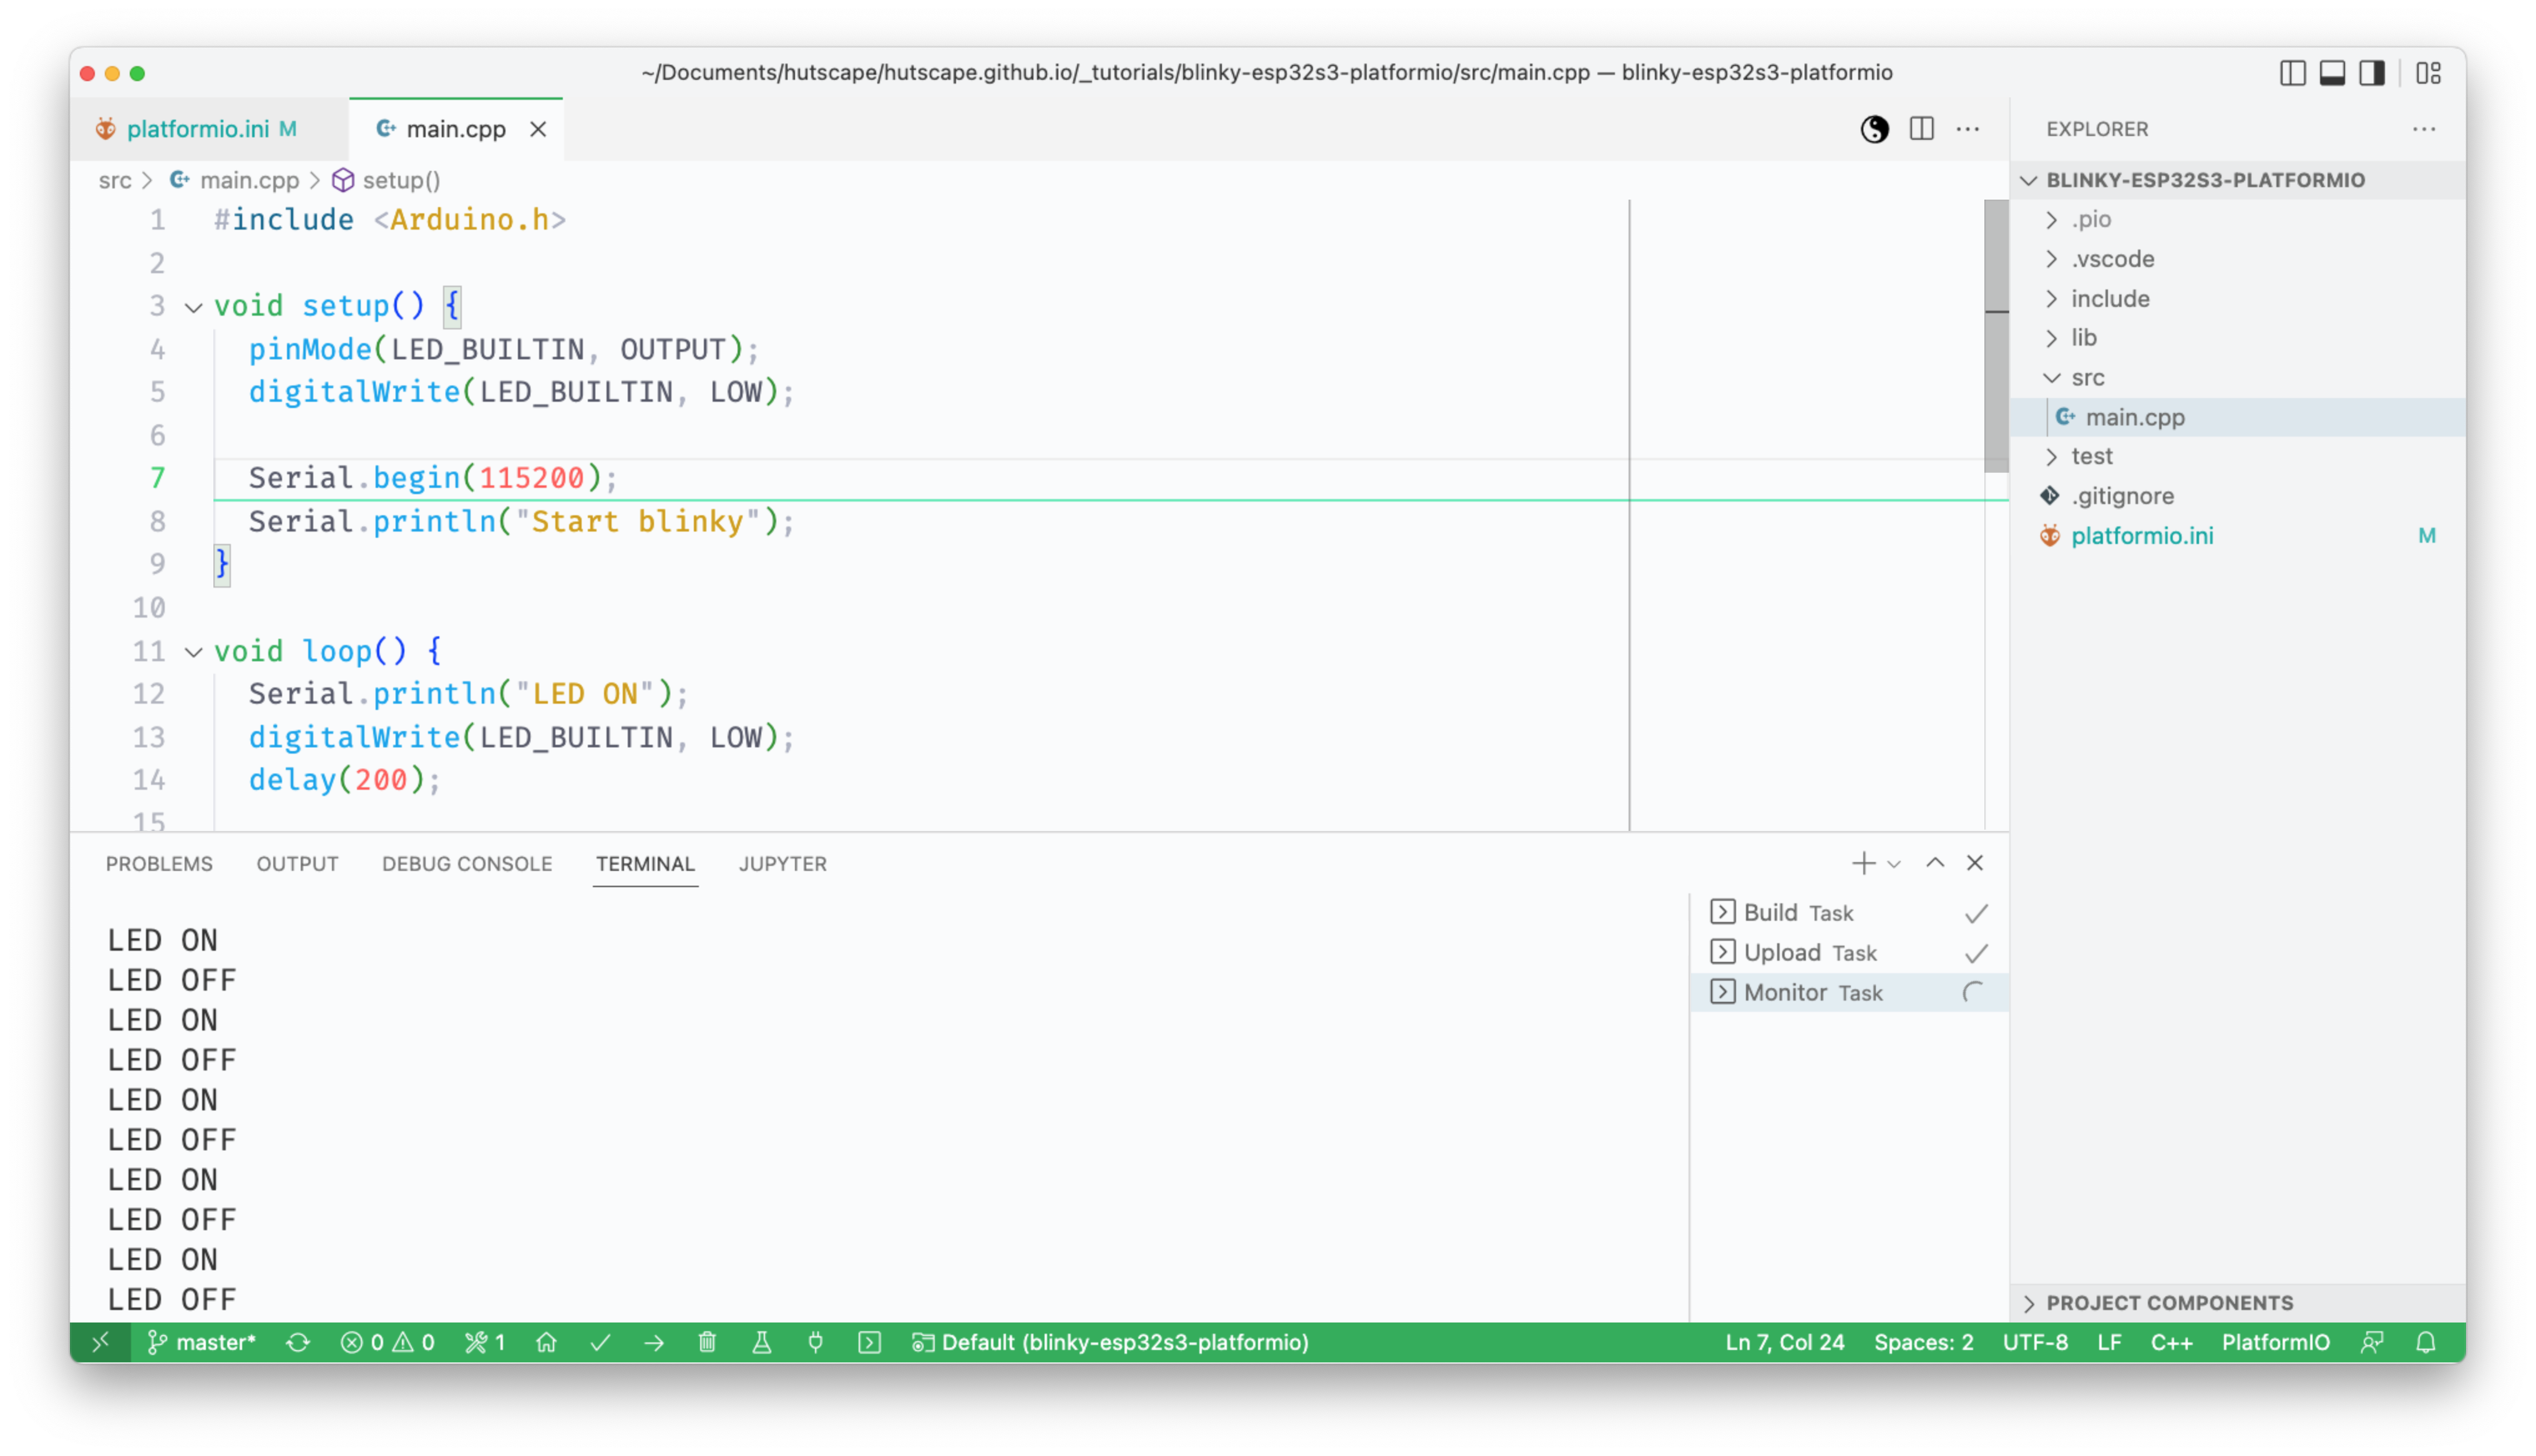 ~/Documents/hutscape/hutscape.github.io/_tutorials/blinky-esp32s3-platformio/src/main.cpp — blinky-esp32s3-platformio
platformio.ini M
main.cpp
src > main.cpp > setup()
1 #include <Arduino.h>
2
3 void setup() {
4 pinMode(LED_BUILTIN, OUTPUT);
5 digitalWrite(LED_BUILTIN, LOW);
6
7 Serial.begin(115200);
8 Serial.println("Start blinky");
9 }
10
11 void loop() {
12 Serial.println("LED ON");
13 digitalWrite(LED_BUILTIN, LOW);
14 delay(200);
15
EXPLORER
BLINKY-ESP32S3-PLATFORMIO
.pio
.vscode
include
lib
src
main.cpp
test
.gitignore
platformio.ini M
PROJECT COMPONENTS
PROBLEMS OUTPUT DEBUG CONSOLE TERMINAL JUPYTER
LED ON
LED OFF
LED ON
LED OFF
LED ON
LED OFF
LED ON
LED OFF
LED ON
LED OFF
Build Task
Upload Task
Monitor Task
master* 0 0 1 Default (blinky-esp32s3-platformio) Ln 7, Col 24 Spaces: 2 UTF-8 LF C++ PlatformIO